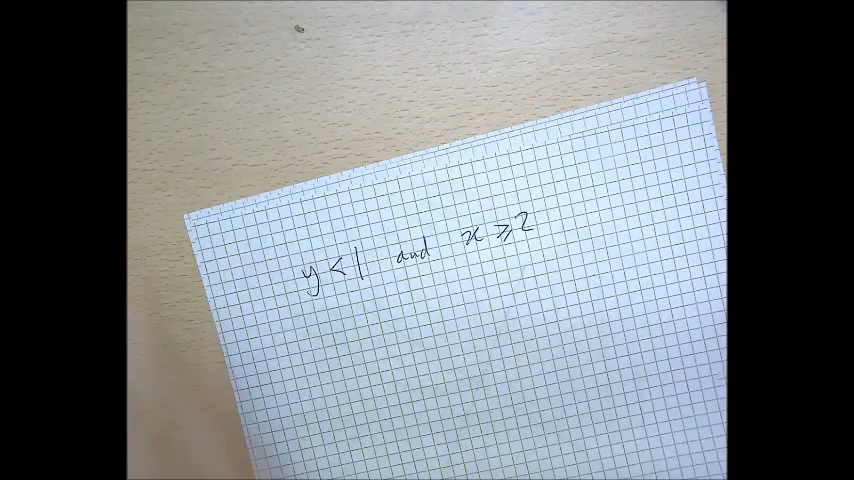 y < 1 and x ⩾ 2